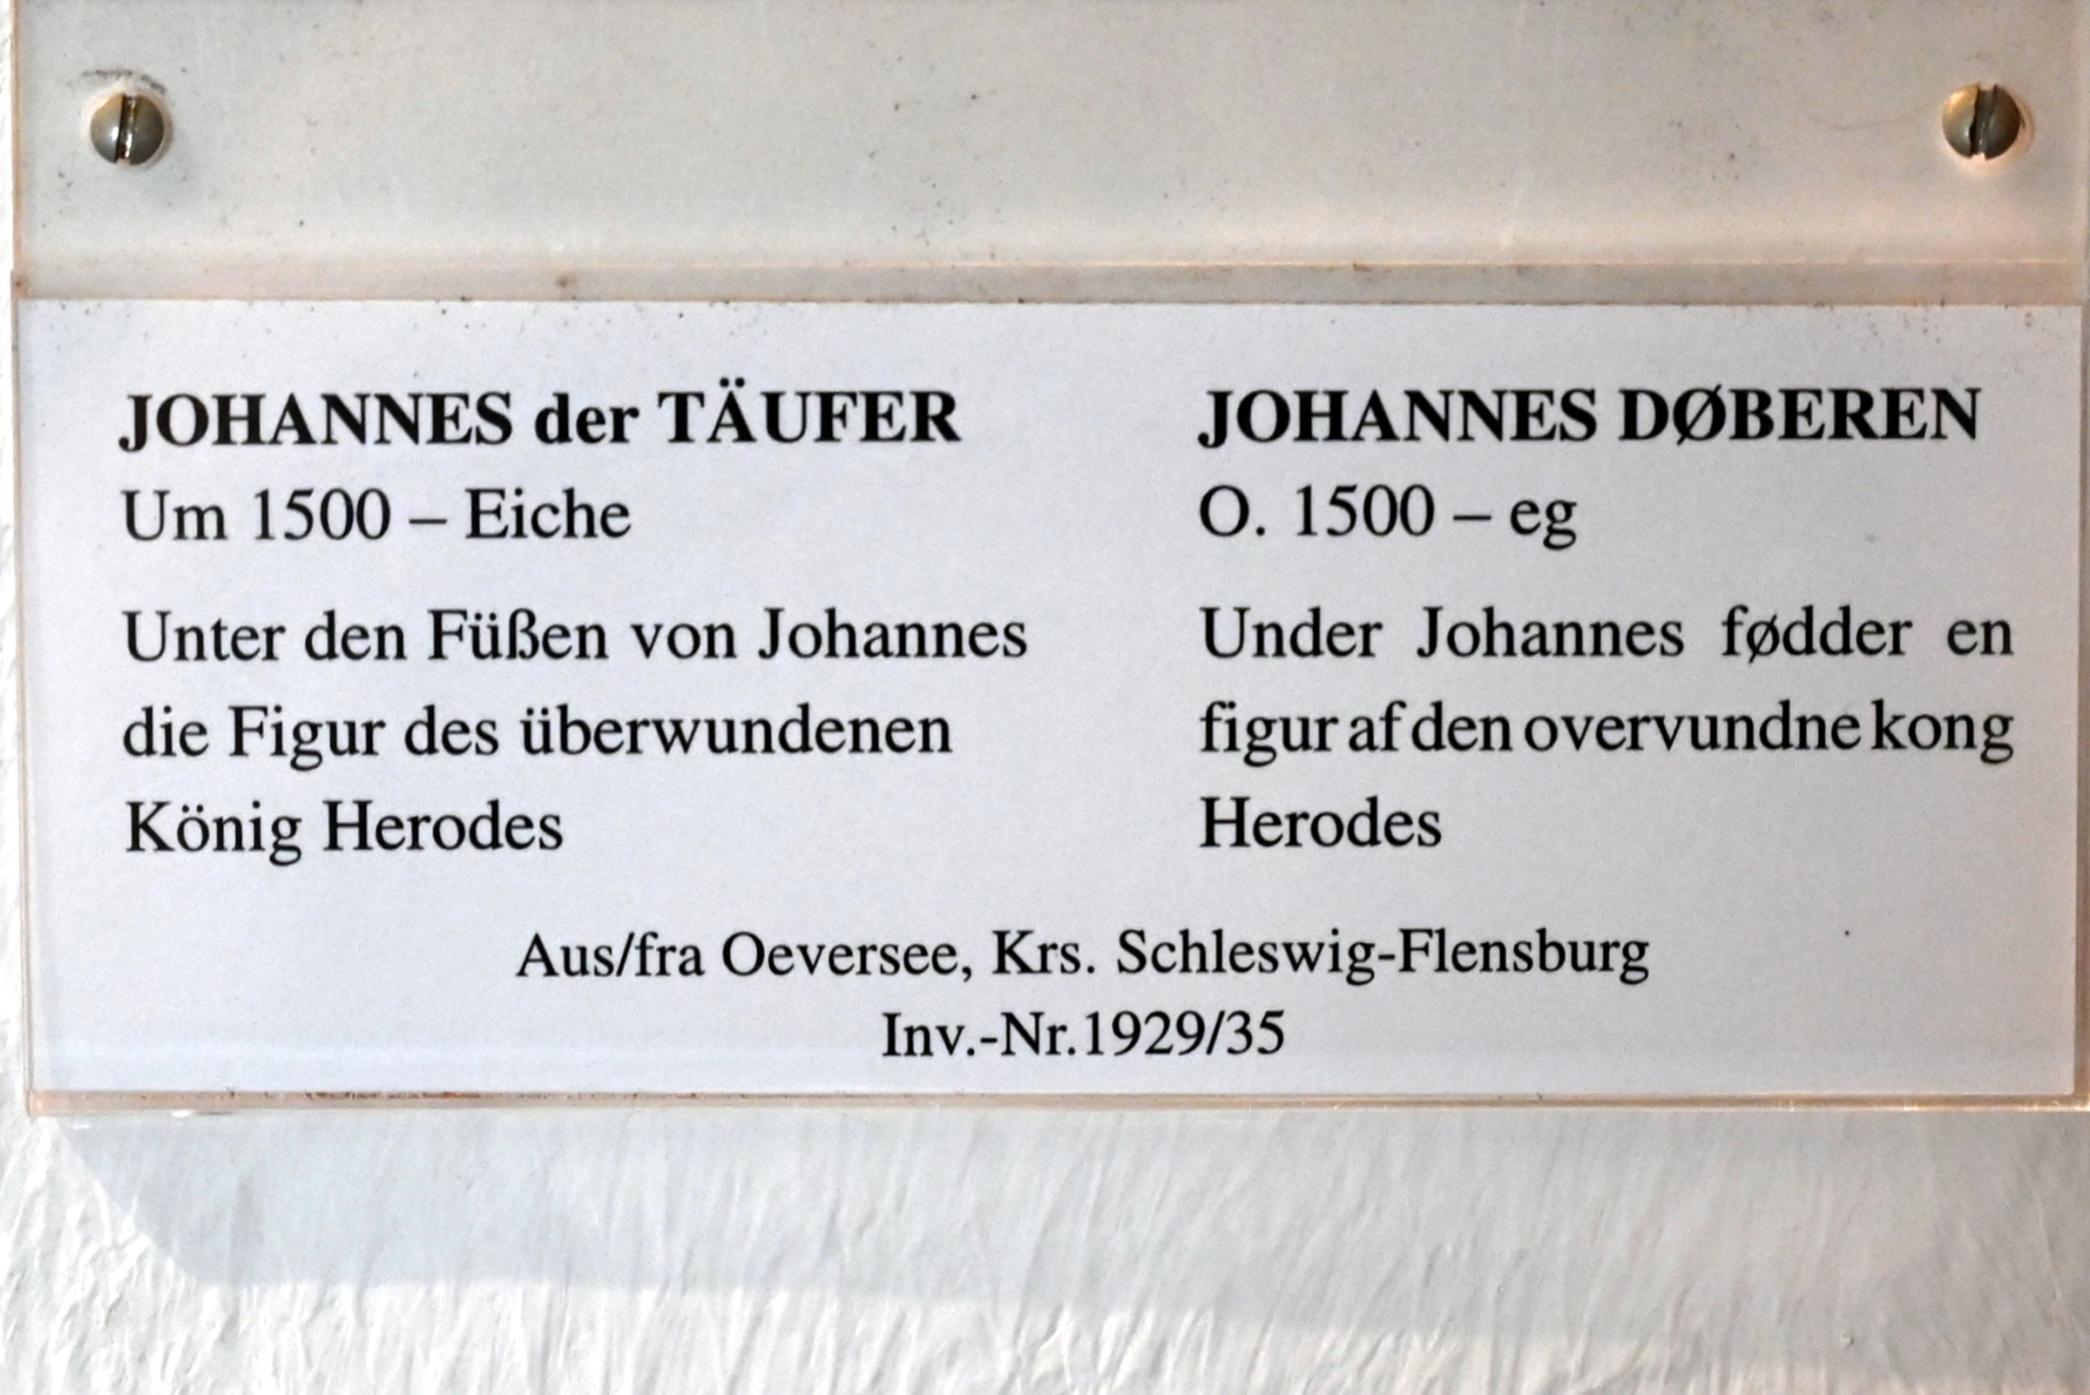 JOHANNES der TÄUFER
Um 1500 – Eiche
Unter den Füßen von Johannes
die Figur des überwundenen
König Herodes
JOHANNES DØBEREN
O. 1500 – eg
Under Johannes fødder en
figur af den overvundne kong
Herodes
Aus/fra Oeversee, Krs. Schleswig-Flensburg
Inv.-Nr.1929/35